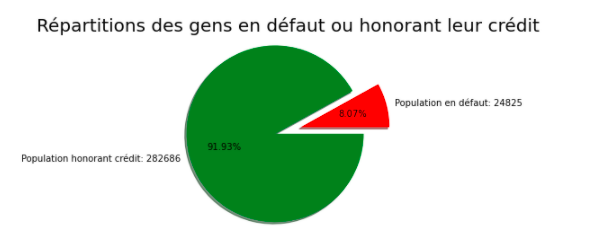 Répartitions des gens en défaut ou honorant leur crédit
Population en défaut: 24825
8.07%
91.93%
Population honorant crédit: 282686